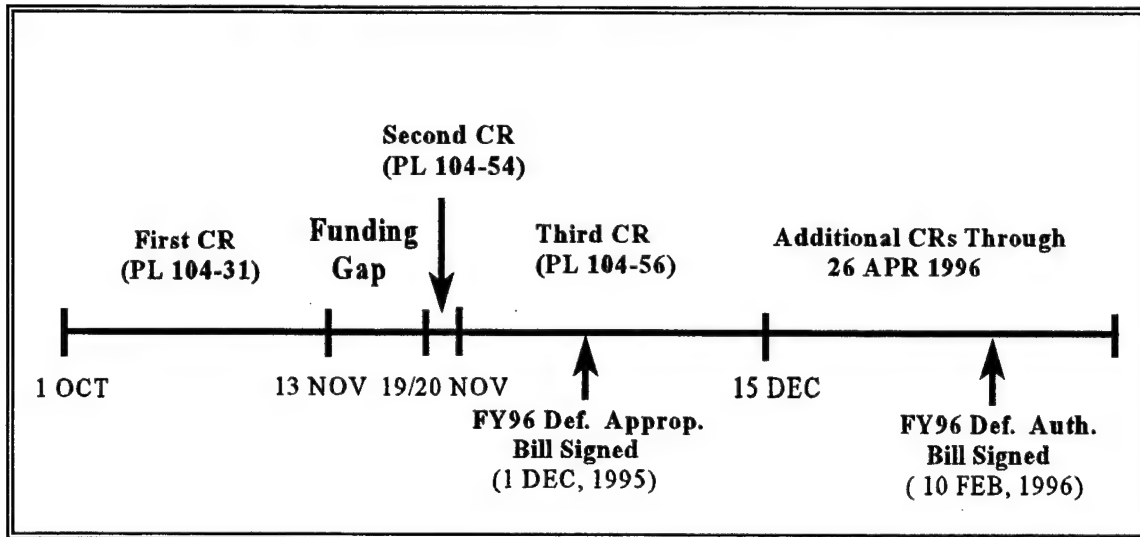 Second CR
(PL 104-54)
First CR
(PL 104-31)
Funding
Gap
Third CR
(PL 104-56)
Additional CRs Through
26 APR 1996
1 OCT
13 NOV
19/20 NOV
15 DEC
FY96 Def. Approp.
Bill Signed
(1 DEC, 1995)
FY96 Def. Auth.
Bill Signed
( 10 FEB, 1996)